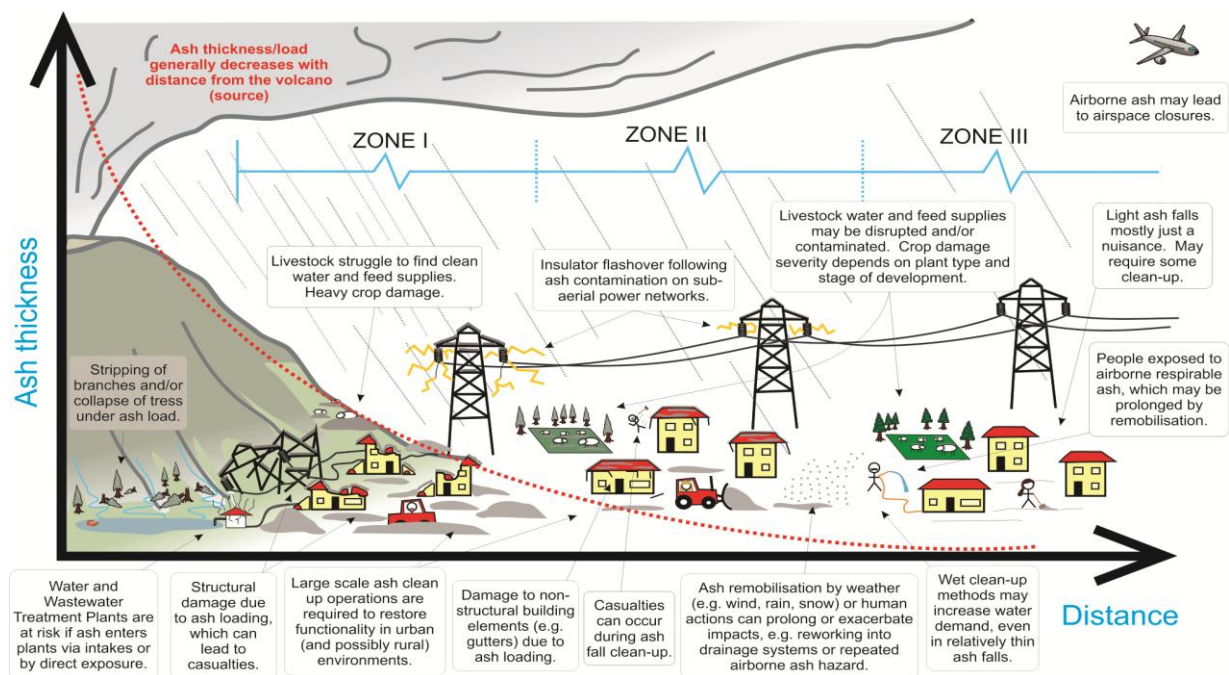 Ash thickness/load
generally decreases with
distance from the volcano
(source)
Airborne ash may lead
to airspace closures.
ZONE I
ZONE II
ZONE III
Ash thickness
Livestock struggle to find clean
water and feed supplies.
Heavy crop damage.
Insulator flashover following
ash contamination on sub-
aerial power networks.
Livestock water and feed supplies
may be disrupted and/or
contaminated. Crop damage
severity depends on plant type and
stage of development.
Light ash falls
mostly just a
nuisance. May
require some
clean-up.
Stripping of
branches and/or
collapse of tress
under ash load.
People exposed to
airborne respirable
ash, which may be
prolonged by
remobilisation.
Water and
Wastewater
Treatment Plants are
at risk if ash enters
plants via intakes or
by direct exposure.
Structural
damage due
to ash loading,
which can
lead to
casualties.
Large scale ash clean
up operations are
required to restore
functionality in urban
(and possibly rural)
environments.
Damage to non-
structural building
elements (e.g.
gutters) due to
ash loading.
Casualties
can occur
during ash
fall clean-up.
Ash remobilisation by weather
(e.g. wind, rain, snow) or human
actions can prolong or exacerbate
impacts, e.g. reworking into
drainage systems or repeated
airborne ash hazard.
Wet clean-up
methods may
increase water
demand, even
in relatively thin
ash falls.
Distance